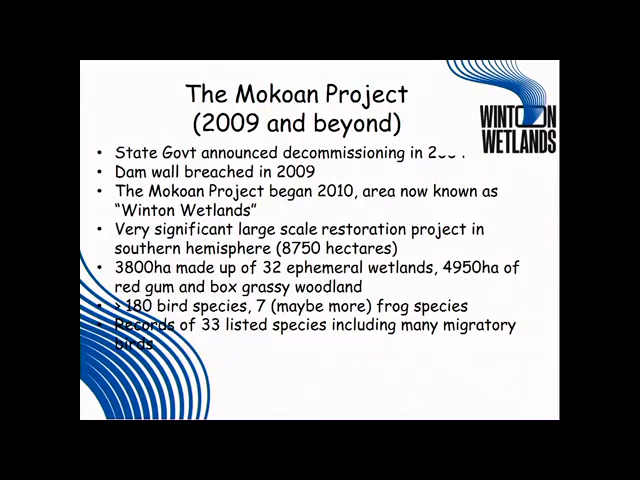 The Mokoan Project
(2009 and beyond)
WINTON
WETLANDS
• State Govt announced decommissioning in
• Dam wall breached in 2009
• The Mokoan Project began 2010, area now known as
“Winton Wetlands”
• Very significant large scale restoration project in
southern hemisphere (8750 hectares)
• 3800ha made up of 32 ephemeral wetlands, 4950ha of
red gum and box grassy woodland
• > 180 bird species, 7 (maybe more) frog species
• Records of 33 listed species including many migratory
birds